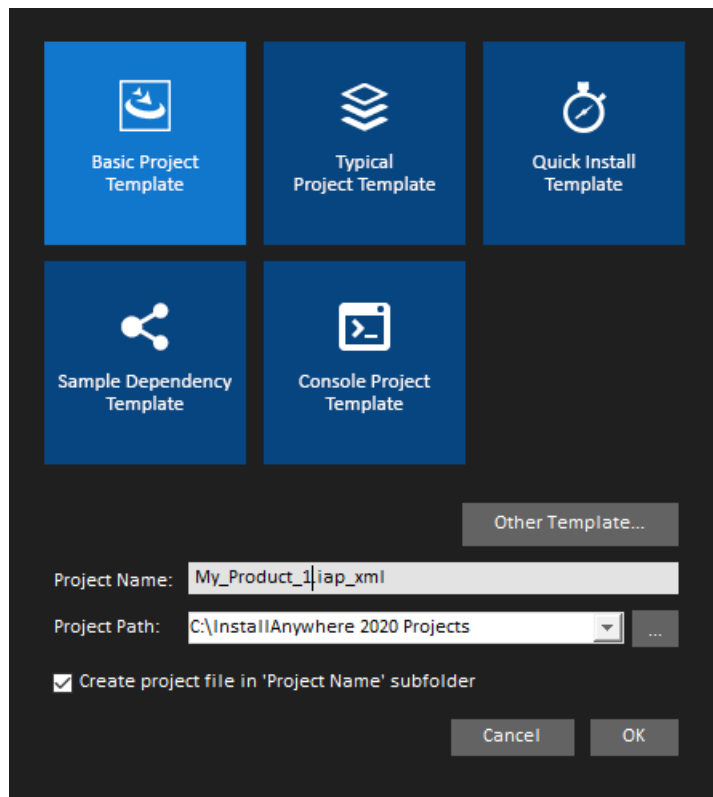 Basic Project
Template
Typical
Project Template
Quick Install
Template
Sample Dependency
Template
Console Project
Template
Other Template...
Project Name: My_Product_1.iap_xml
Project Path: C:\InstallAnywhere 2020 Projects ...
Create project file in 'Project Name' subfolder
Cancel OK